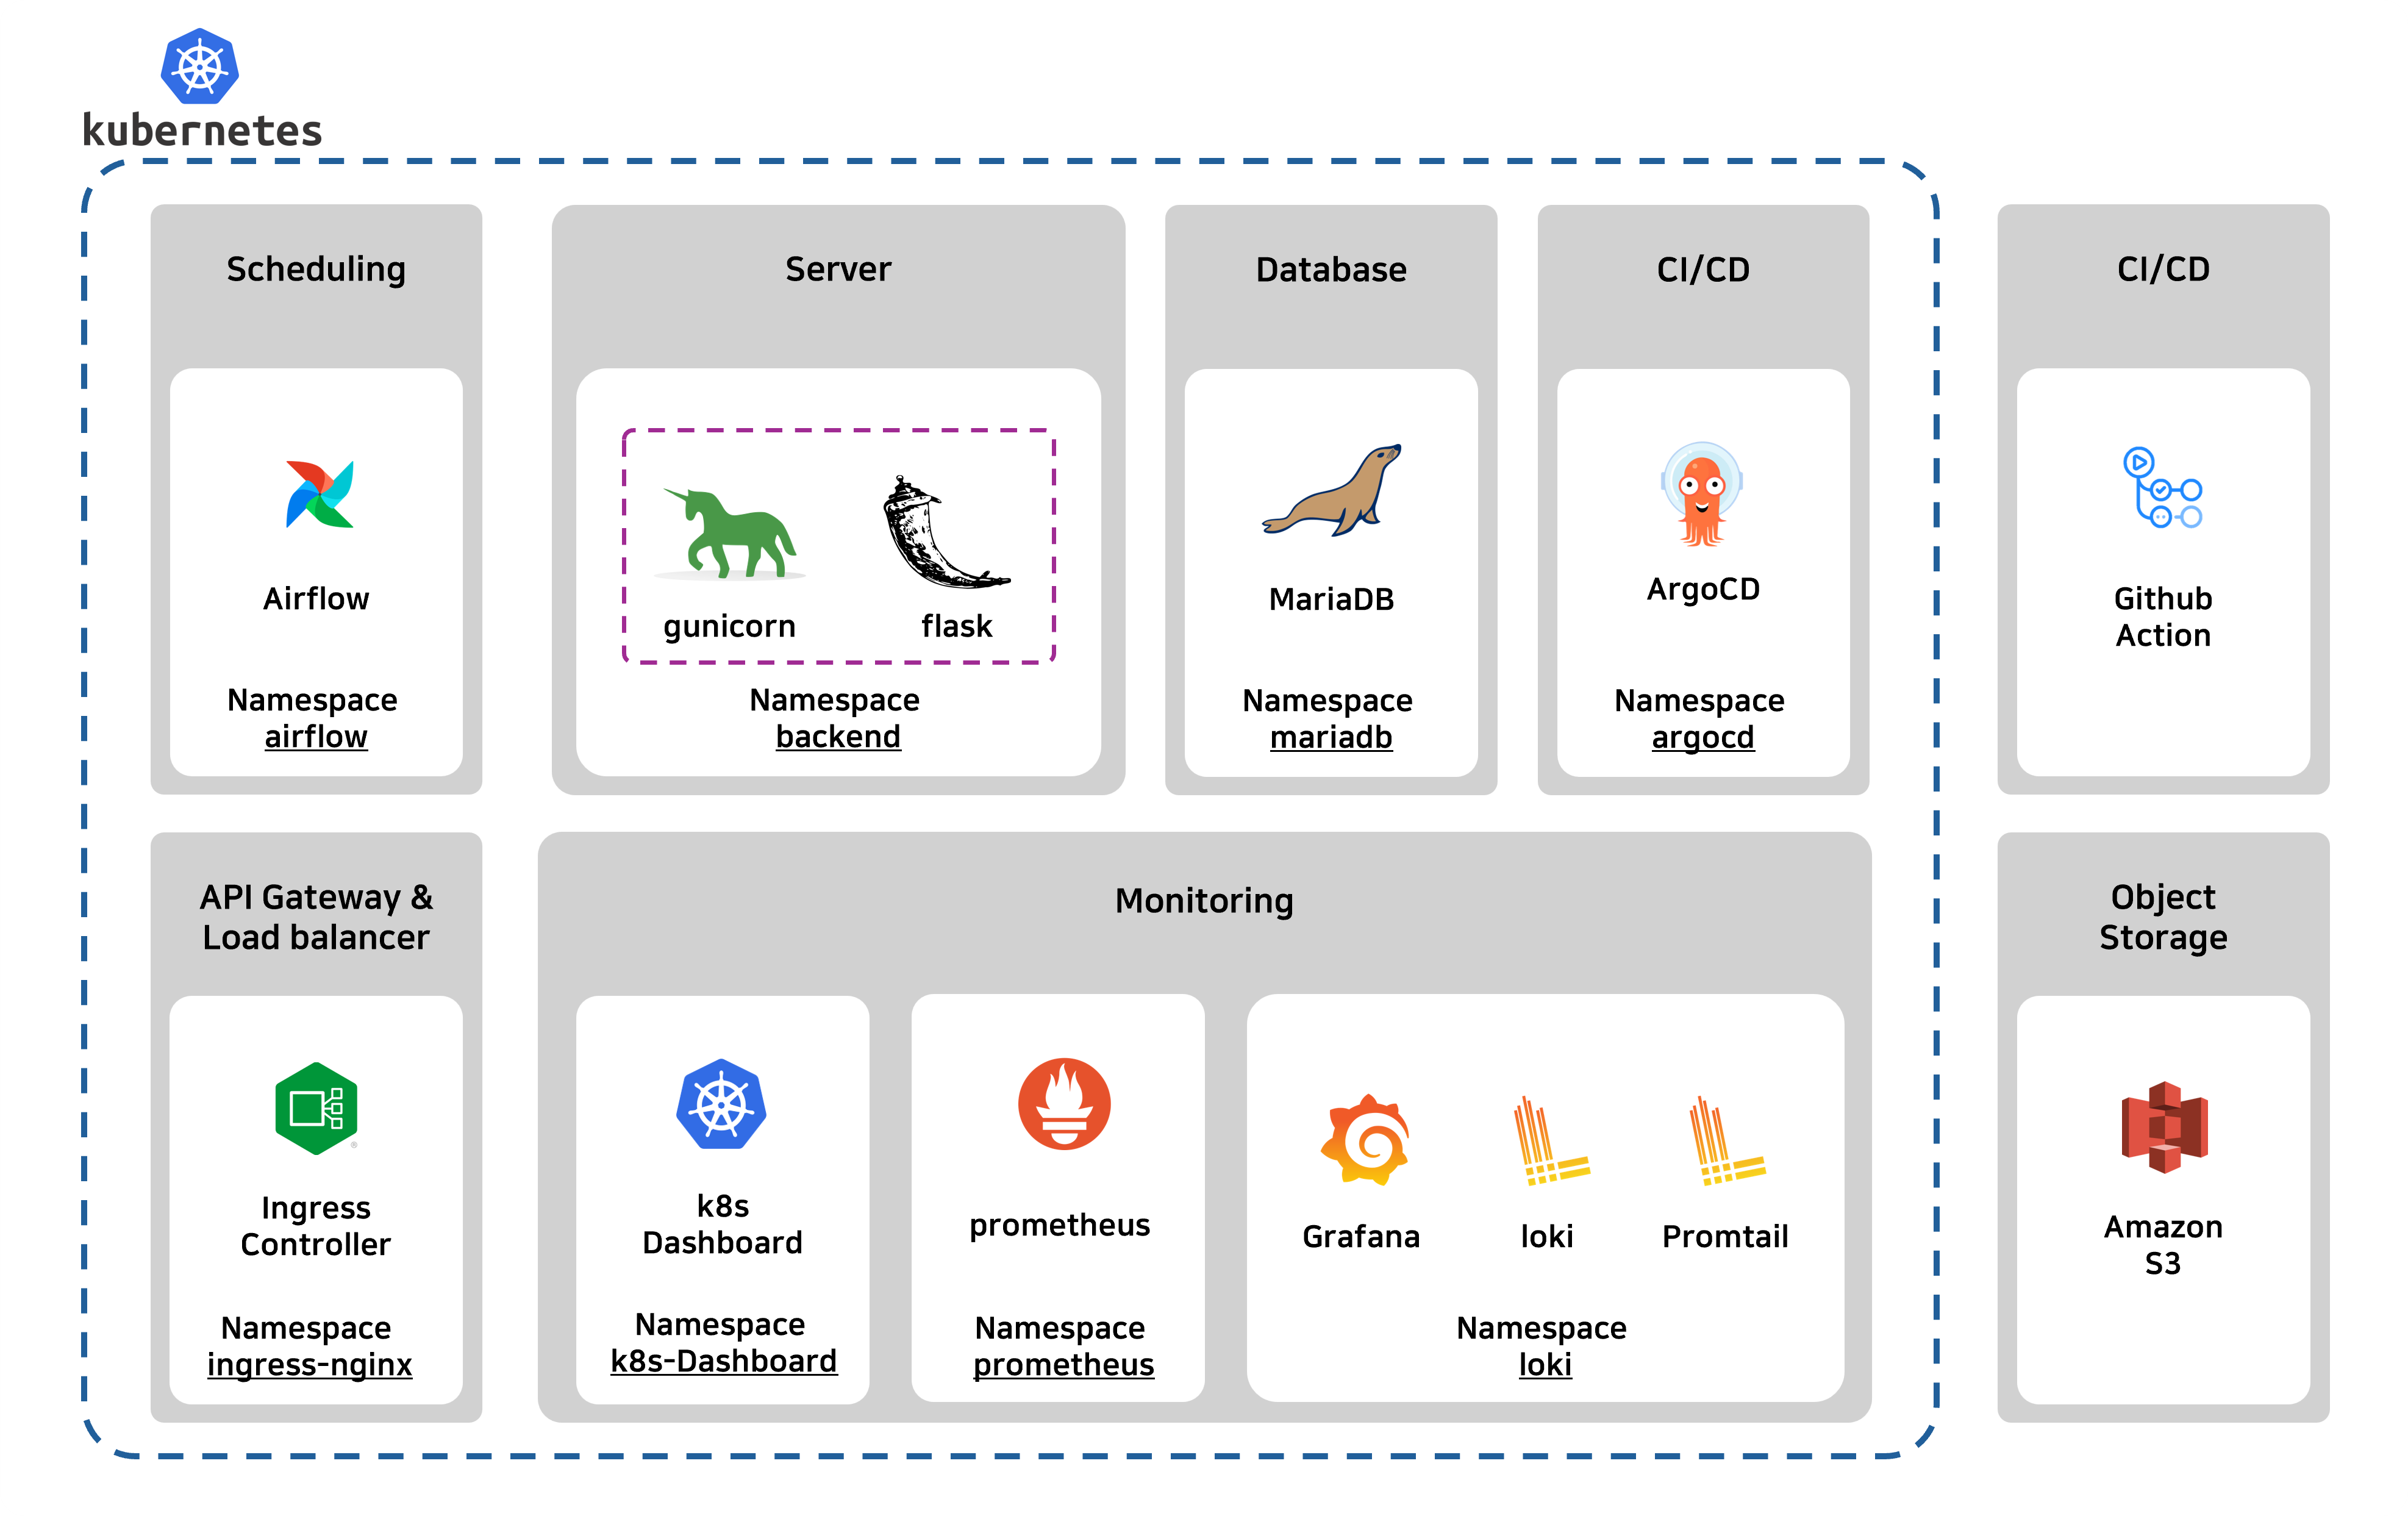 kubernetes
Scheduling
Airflow
Namespace
airflow
Server
gunicorn
flask
Namespace
backend
Database
MariaDB
Namespace
mariadb
CI/CD
ArgoCD
Namespace
argocd
CI/CD
Github
Action
API Gateway &
Load balancer
®
Ingress
Controller
Namespace
ingress-nginx
Monitoring
k8s
Dashboard
Namespace
k8s-Dashboard
prometheus
Namespace
prometheus
Grafana
loki
Promtail
Namespace
loki
Object
Storage
Amazon
S3